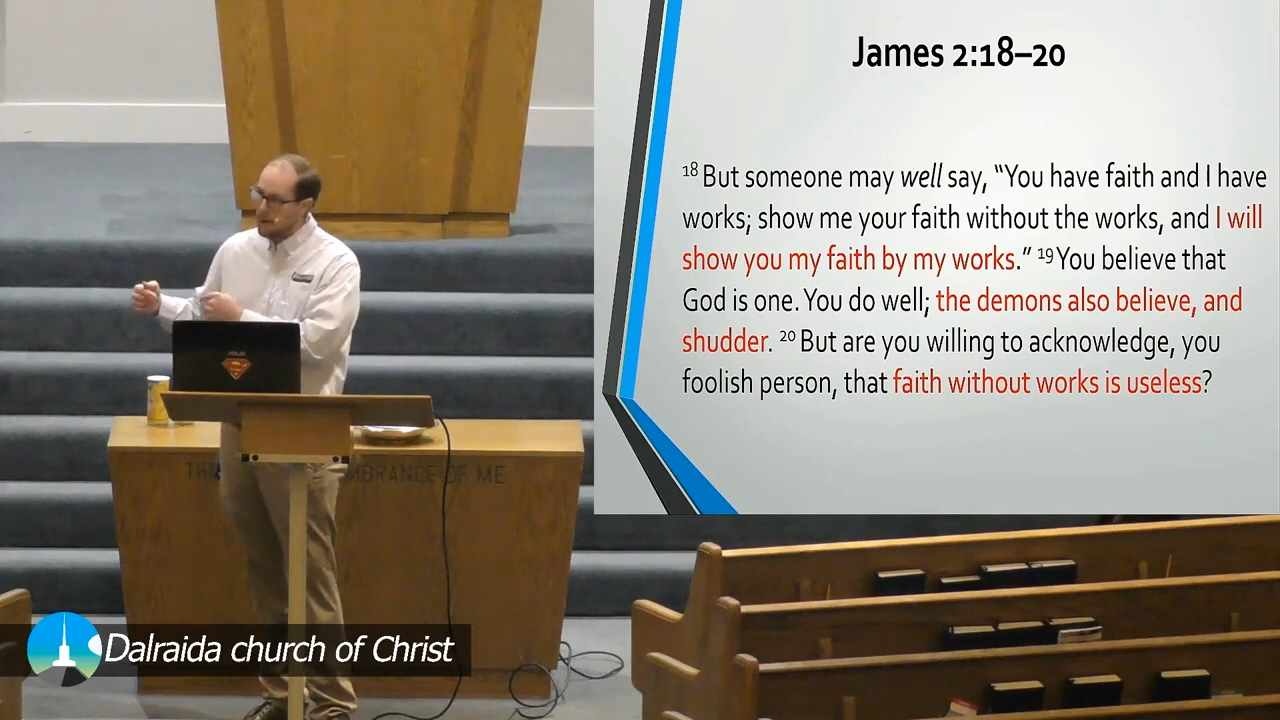 James 2:18–20
18 But someone may well say, “You have faith and I have
works; show me your faith without the works, and I will
show you my faith by my works.” 19 You believe that
God is one. You do well; the demons also believe, and
shudder. 20 But are you willing to acknowledge, you
foolish person, that faith without works is useless?
ASUS
MBRANCE OF ME
Dalraida church of Christ